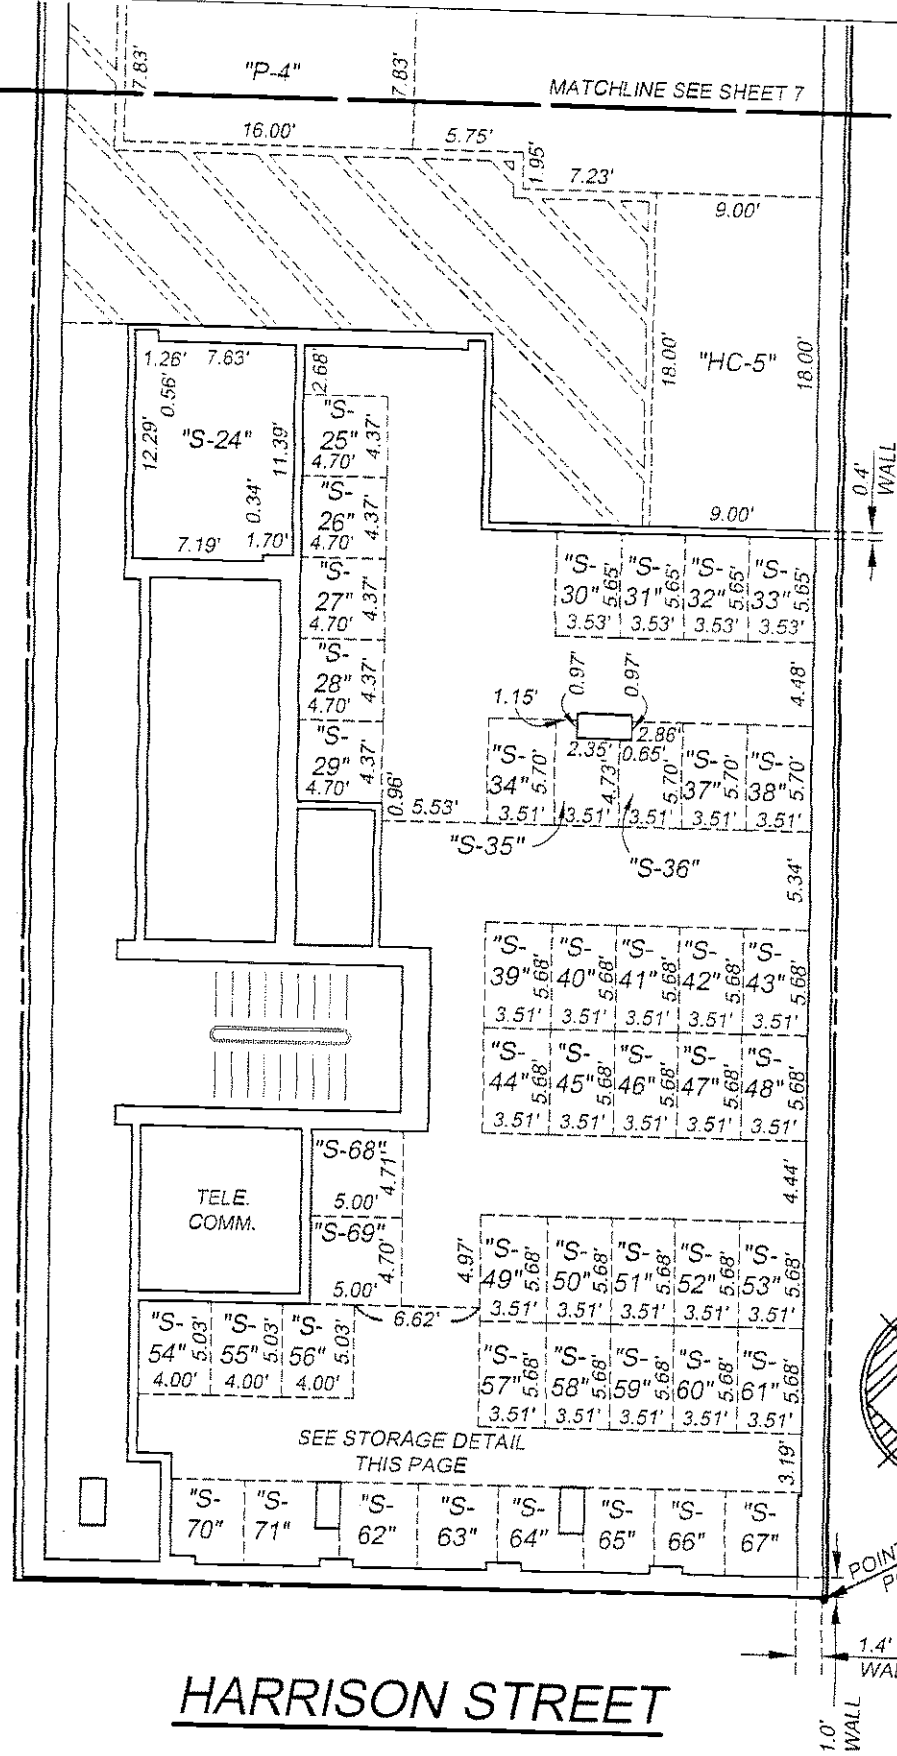 7.83'
"P-4"
7.83'
MATCHLINE SEE SHEET 7
16.00'
5.75'
1.95'
7.23'
9.00'
1.26'
7.63'
2.68'
18.00'
"HC-5"
18.00'
0.56'
12.29'
"S-24"
11.39'
0.34'
7.19'
1.70'
"S-
25"
4.37'
4.70'
"S-
26"
4.37'
4.70'
"S-
27"
4.37'
4.70'
"S-
28"
4.37'
4.70'
"S-
29"
4.37'
4.70'
9.00'
0.4'
WALL
"S-
30"
5.65'
3.53'
"S-
31"
5.65'
3.53'
"S-
32"
5.65'
3.53'
"S-
33"
5.65'
3.53'
1.15'
0.97'
0.97'
4.48'
2.35'
2.86'
0.65'
"S-
34"
5.70'
3.51'
4.73'
3.51'
5.70'
3.51'
"S-
37"
5.70'
3.51'
"S-
38"
5.70'
3.51'
0.96'
5.53'
"S-35"
"S-36"
5.34'
"S-
39"
5.68'
3.51'
"S-
40"
5.68'
3.51'
"S-
41"
5.68'
3.51'
"S-
42"
5.68'
3.51'
"S-
43"
5.68'
3.51'
"S-
44"
5.68'
3.51'
"S-
45"
5.68'
3.51'
"S-
46"
5.68'
3.51'
"S-
47"
5.68'
3.51'
"S-
48"
5.68'
3.51'
"S-68"
4.71'
5.00'
TELE.
COMM.
"S-69"
4.70'
5.00'
4.44'
4.97'
6.62'
"S-
49"
5.68'
3.51'
"S-
50"
5.68'
3.51'
"S-
51"
5.68'
3.51'
"S-
52"
5.68'
3.51'
"S-
53"
5.68'
3.51'
"S-
54"
5.03'
4.00'
"S-
55"
5.03'
4.00'
"S-
56"
5.03'
4.00'
"S-
57"
5.68'
3.51'
"S-
58"
5.68'
3.51'
"S-
59"
5.68'
3.51'
"S-
60"
5.68'
3.51'
"S-
61"
5.68'
3.51'
SEE STORAGE DETAIL
THIS PAGE
3.19'
"S-
70"
"S-
71"
"S-
62"
"S-
63"
"S-
64"
"S-
65"
"S-
66"
"S-
67"
1.4'
1.0'
WALL
HARRISON STREET